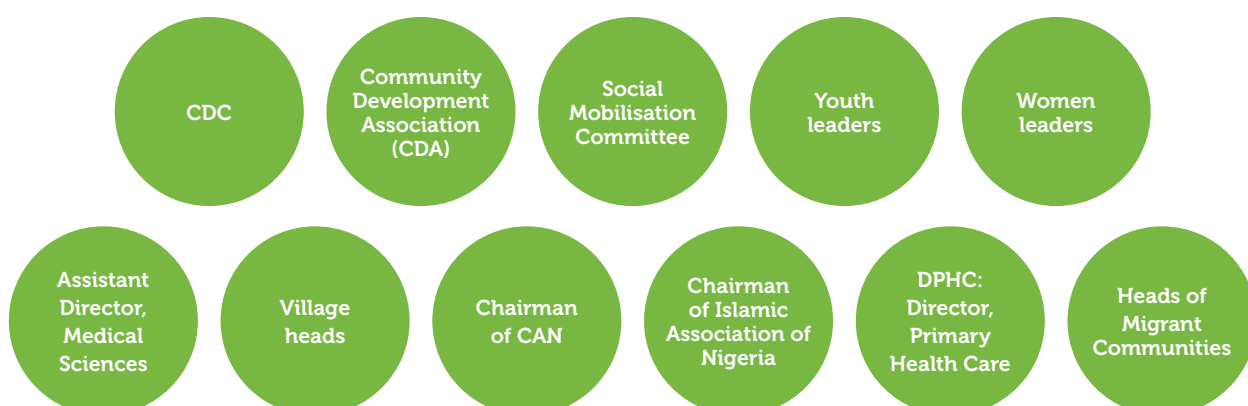 CDC
Community
Development
Association
(CDA)
Social
Mobilisation
Committee
Youth
leaders
Women
leaders
Assistant
Director,
Medical
Sciences
Village
heads
Chairman
of CAN
Chairman
of Islamic
Association of
Nigeria
DPHC:
Director,
Primary
Health Care
Heads of
Migrant
Communities